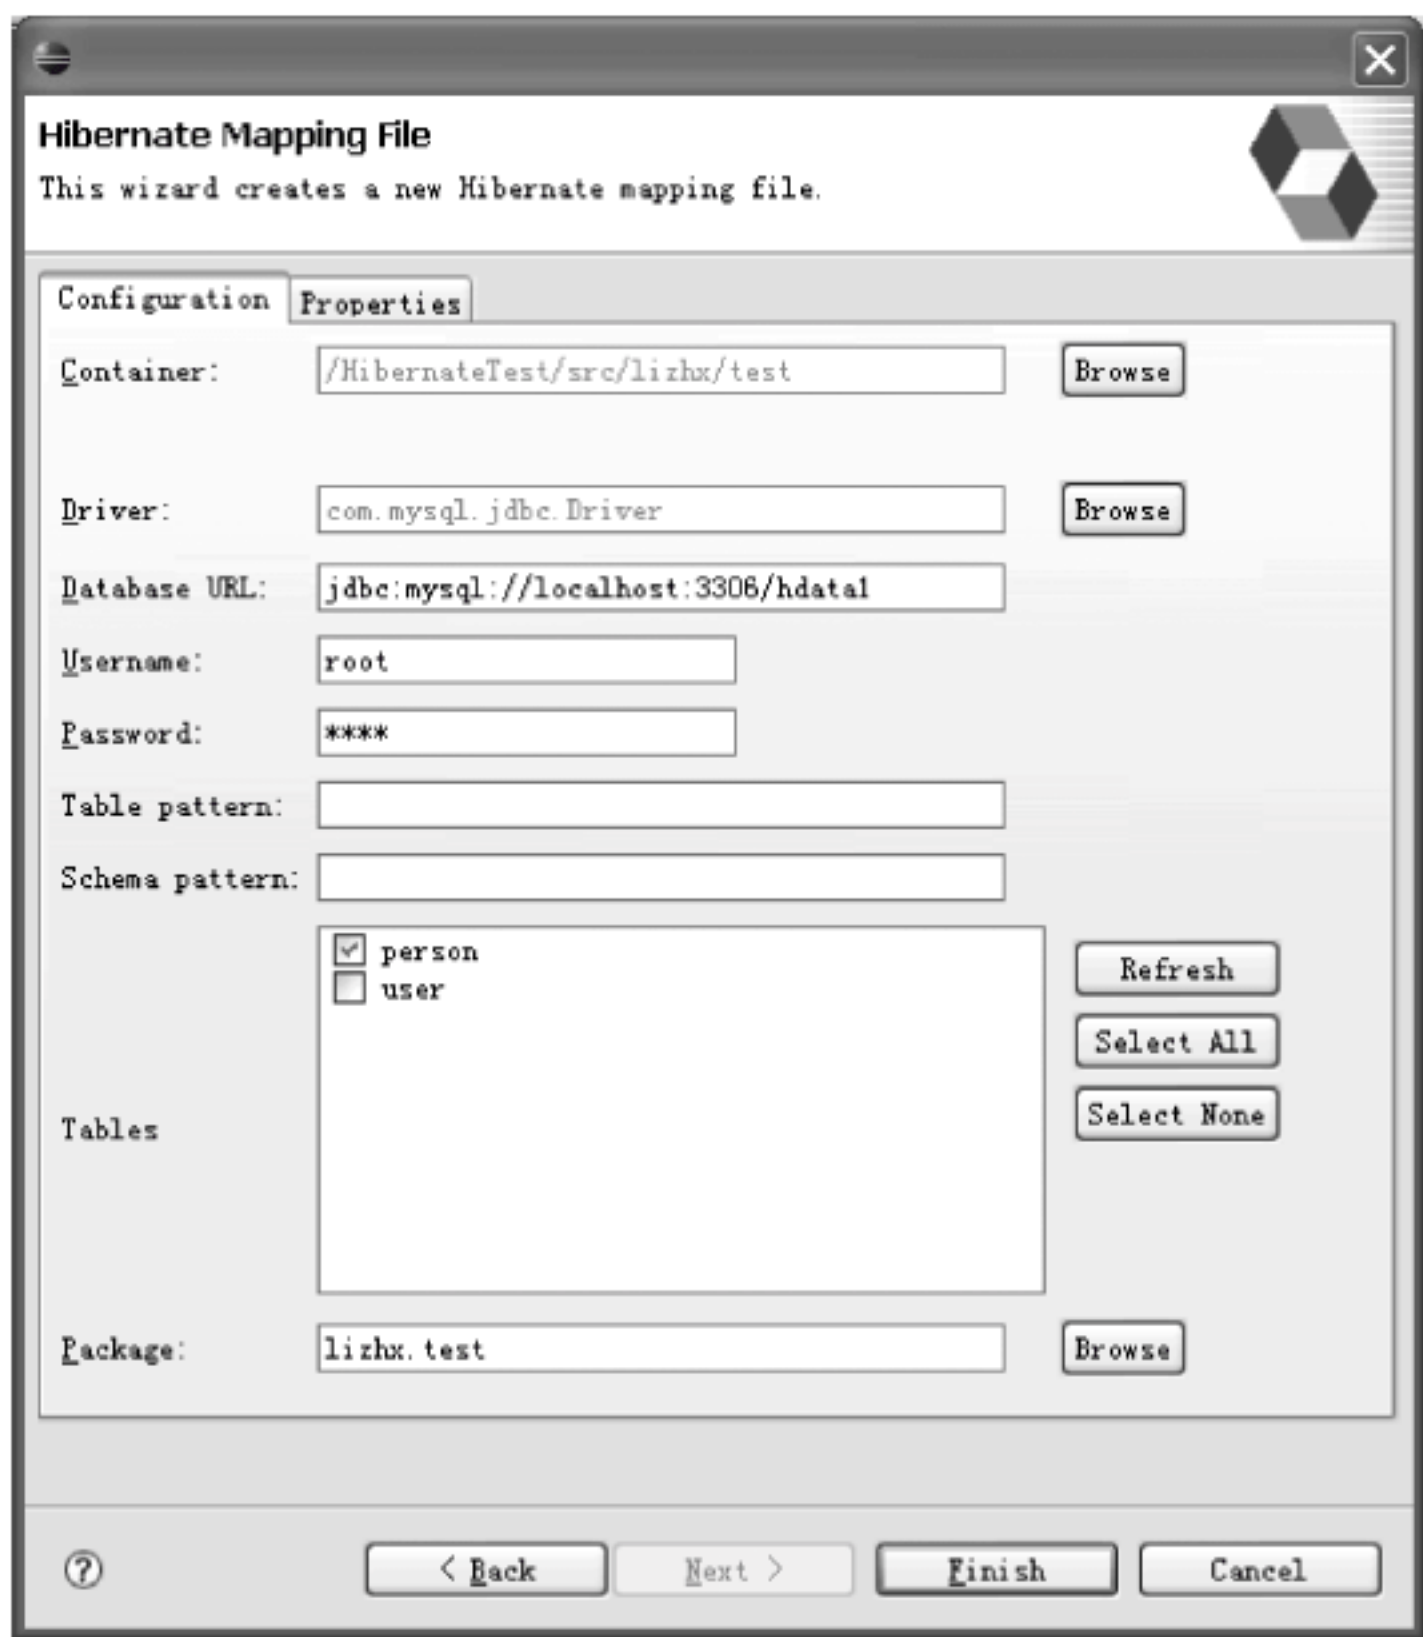 Hibernate Mapping File
This wizard creates a new Hibernate mapping file.
Configuration Properties
Container: /HibernateTest/src/lizhx/test Browse
Driver: com.mysql.jdbc.Driver Browse
Database URL: jdbc:mysql://localhost:3306/hdata1
Username: root
Password: ****
Table pattern:
Schema pattern:
person
user
Refresh
Select All
Select None
Tables
Package: lizhx.test Browse
? < Back Next > Finish Cancel